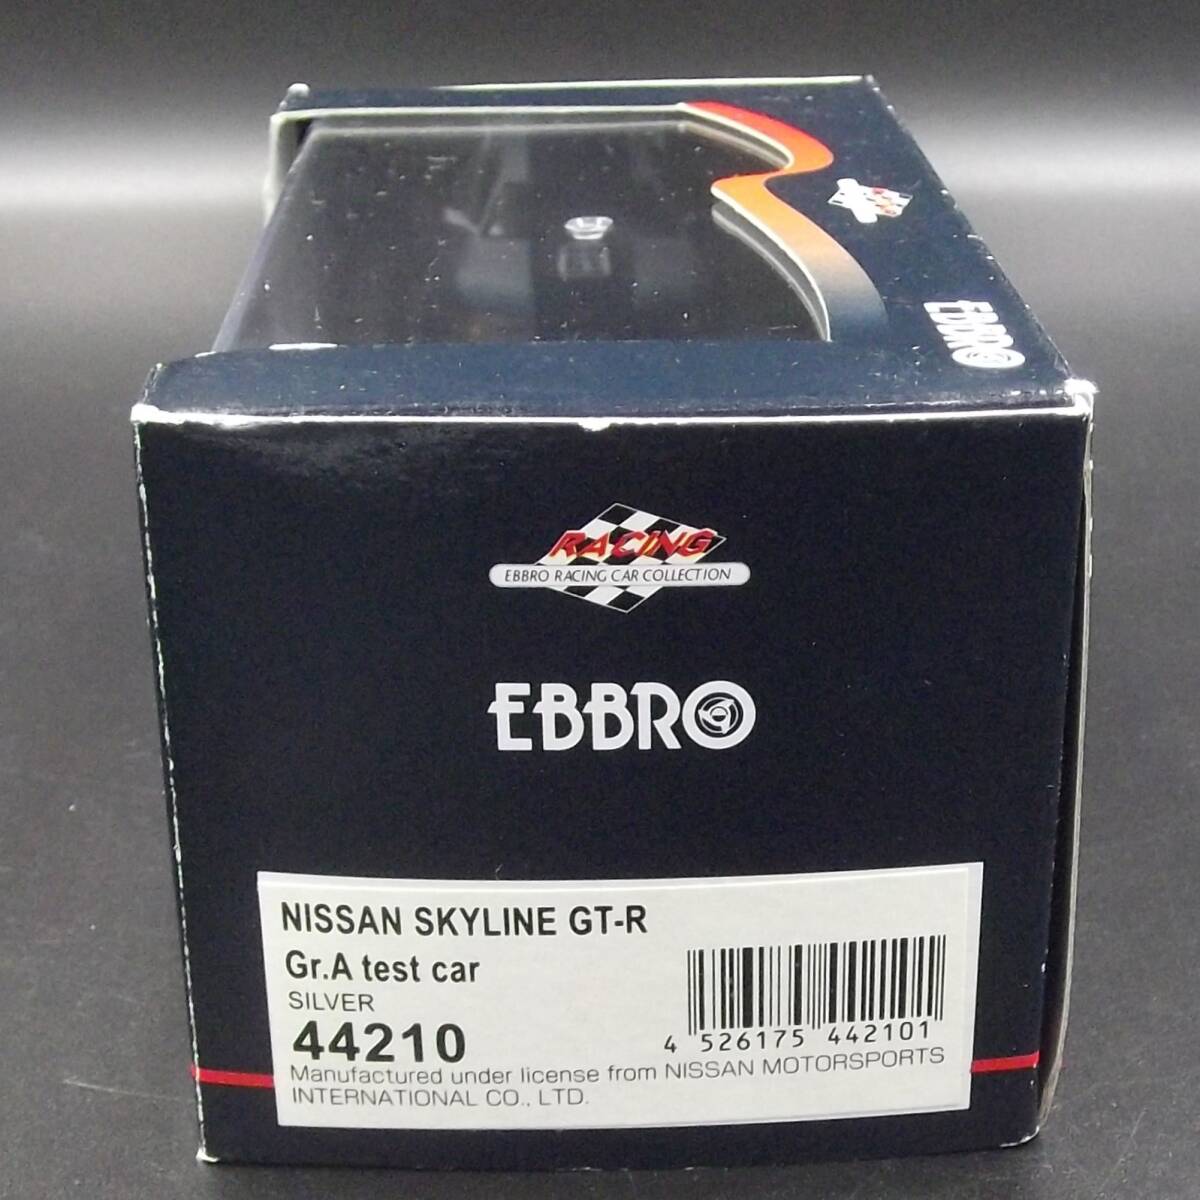 EBBRO
RACING
EBBRO RACING CAR COLLECTION
EBBRO
NISSAN SKYLINE GT-R
Gr.A test car
SILVER
44210
4 526175 442101
Manufactured under license from NISSAN MOTORSPORTS
INTERNATIONAL CO., LTD.